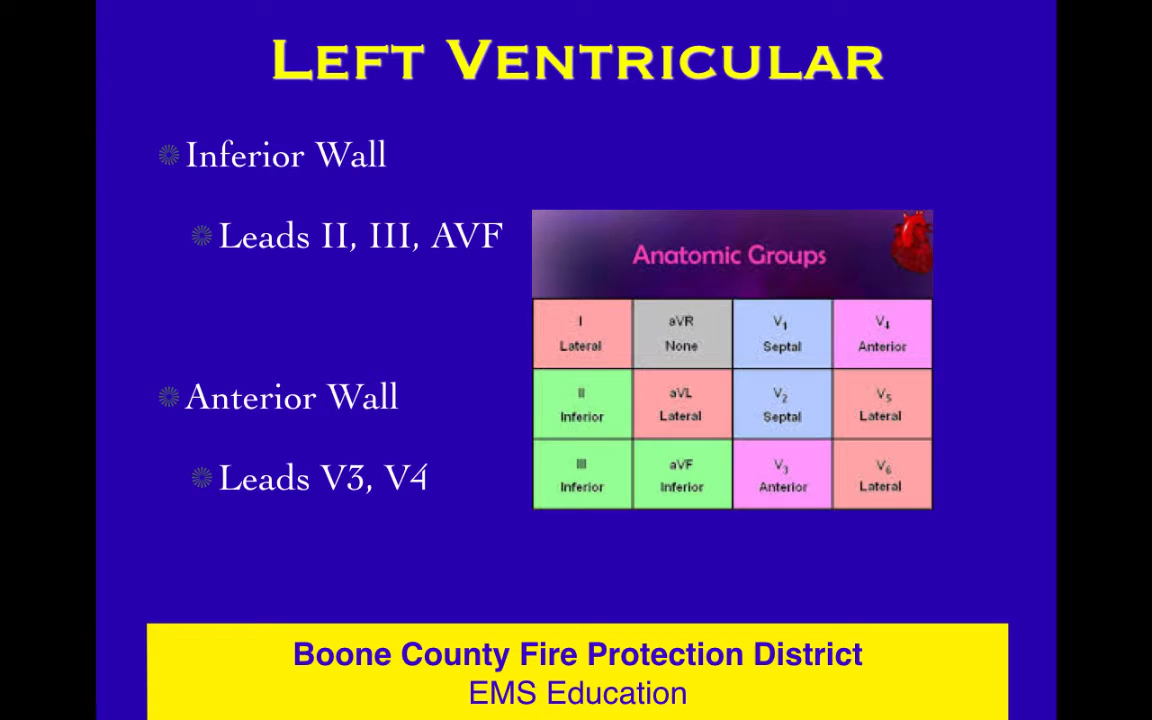 LEFT VENTRICULAR
Inferior Wall
Leads II, III, AVF
Anterior Wall
Leads V3, V4
Anatomic Groups
I aVR V1 V4
Lateral None Septal Anterior
II aVL V2 V5
Inferior Lateral Septal Lateral
III aVF V3 V6
Inferior Inferior Anterior Lateral
Boone County Fire Protection District
EMS Education